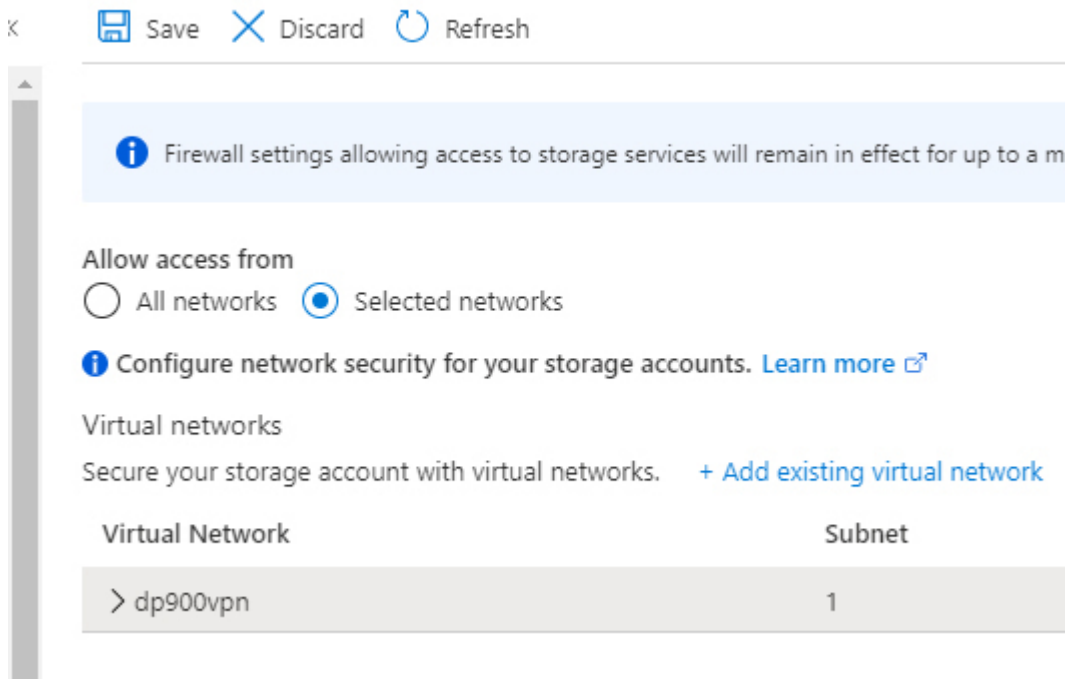 Save Discard Refresh
Firewall settings allowing access to storage services will remain in effect for up to a m
Allow access from
All networks Selected networks
Configure network security for your storage accounts. Learn more
Virtual networks
Secure your storage account with virtual networks. + Add existing virtual network
Virtual Network Subnet
dp900vpn 1